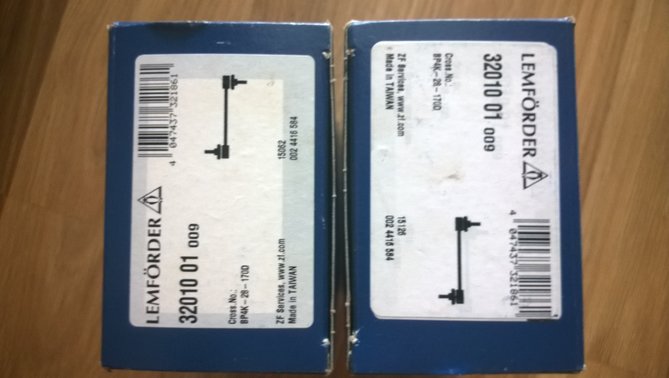 LEMFÖRDER
32010 01 009
Cross.No.:
BP4K-28-170D
ZF Services, www.zf.com
Made in TAIWAN
4 047437 321861
15062
002 4416 584
LEMFÖRDER
32010 01 009
Cross.No.:
BP4K-28-170D
ZF Services, www.zf.com
Made in TAIWAN
15126
002 4416 584
4 047437 321861